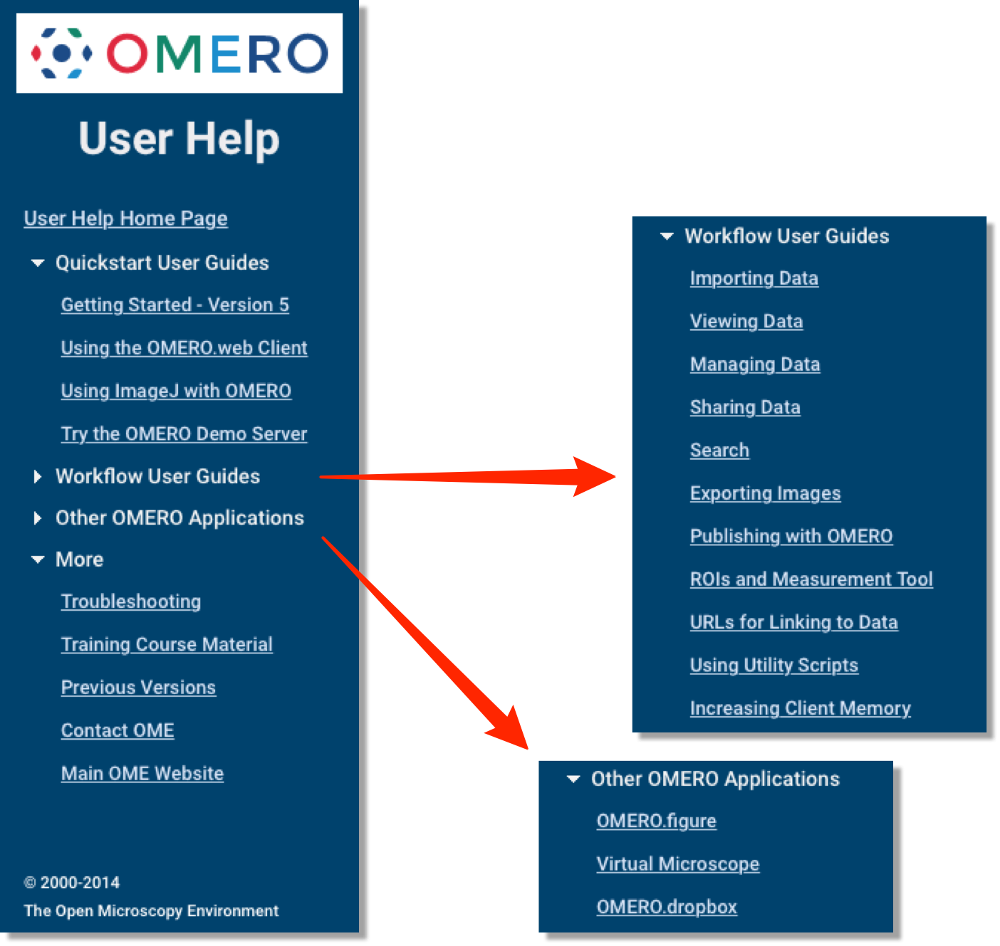 OMERO
User Help
User Help Home Page
Quickstart User Guides
Getting Started - Version 5
Using the OMERO.web Client
Using ImageJ with OMERO
Try the OMERO Demo Server
Workflow User Guides
Other OMERO Applications
More
Troubleshooting
Training Course Material
Previous Versions
Contact OME
Main OME Website
© 2000-2014
The Open Microscopy Environment
Workflow User Guides
Importing Data
Viewing Data
Managing Data
Sharing Data
Search
Exporting Images
Publishing with OMERO
ROIs and Measurement Tool
URLs for Linking to Data
Using Utility Scripts
Increasing Client Memory
Other OMERO Applications
OMERO.figure
Virtual Microscope
OMERO.dropbox